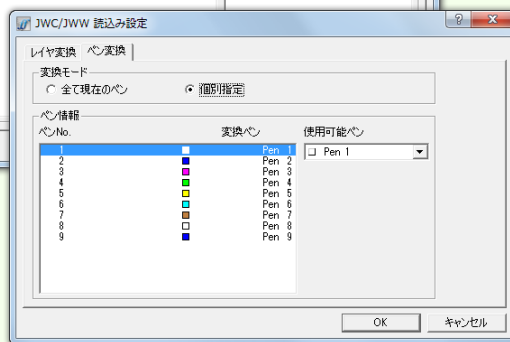 JWC/JWW 読込み設定
レイヤ変換 ペン変換
変換モード
全て現在のペン 個別指定
ペン情報
ペンNo. 変換ペン 使用可能ペン
1 Pen 1 Pen 1
2 Pen 2
3 Pen 3
4 Pen 4
5 Pen 5
6 Pen 6
7 Pen 7
8 Pen 8
9 Pen 9
OK キャンセル